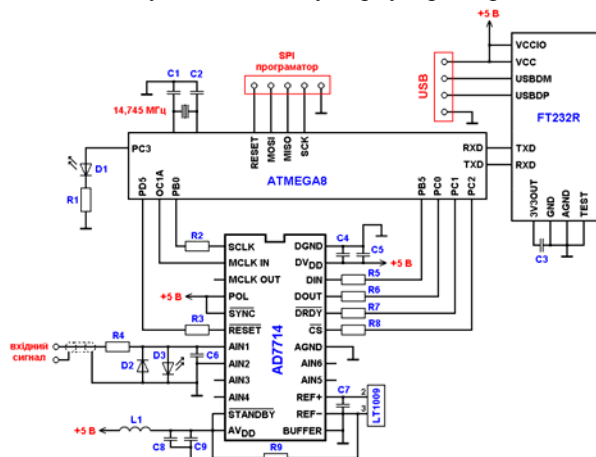 +5 В
SPI
програматор
C1
C2
14,745 МГц
VCCIO
VCC
USBDM
USBDP
USB
FT232R
RESET
MOSI
MISO
SCK
PC3
RXD
TXD
TXD
RXD
ATMEGA8
D1
R1
PD5
OC1A
PB0
PB5
PC0
PC1
PC2
3V3OUT
GND
AGND
TEST
C3
R2
SCLK
DGND
C4
C5
MCLK IN
DVDD
+5 В
MCLK OUT
DIN
R5
+5 В
POL
DOUT
R6
SYNC
DRDY
R7
R3
RESET
CS
R8
AD7714
вхідний
сигнал
R4
AIN1
AGND
D2
D3
C6
AIN2
AIN6
AIN3
AIN5
AIN4
REF+
C7
2
LT1009
STANDBY
REF−
3
+5 В
L1
AVDD
BUFFER
C8
C9
R9